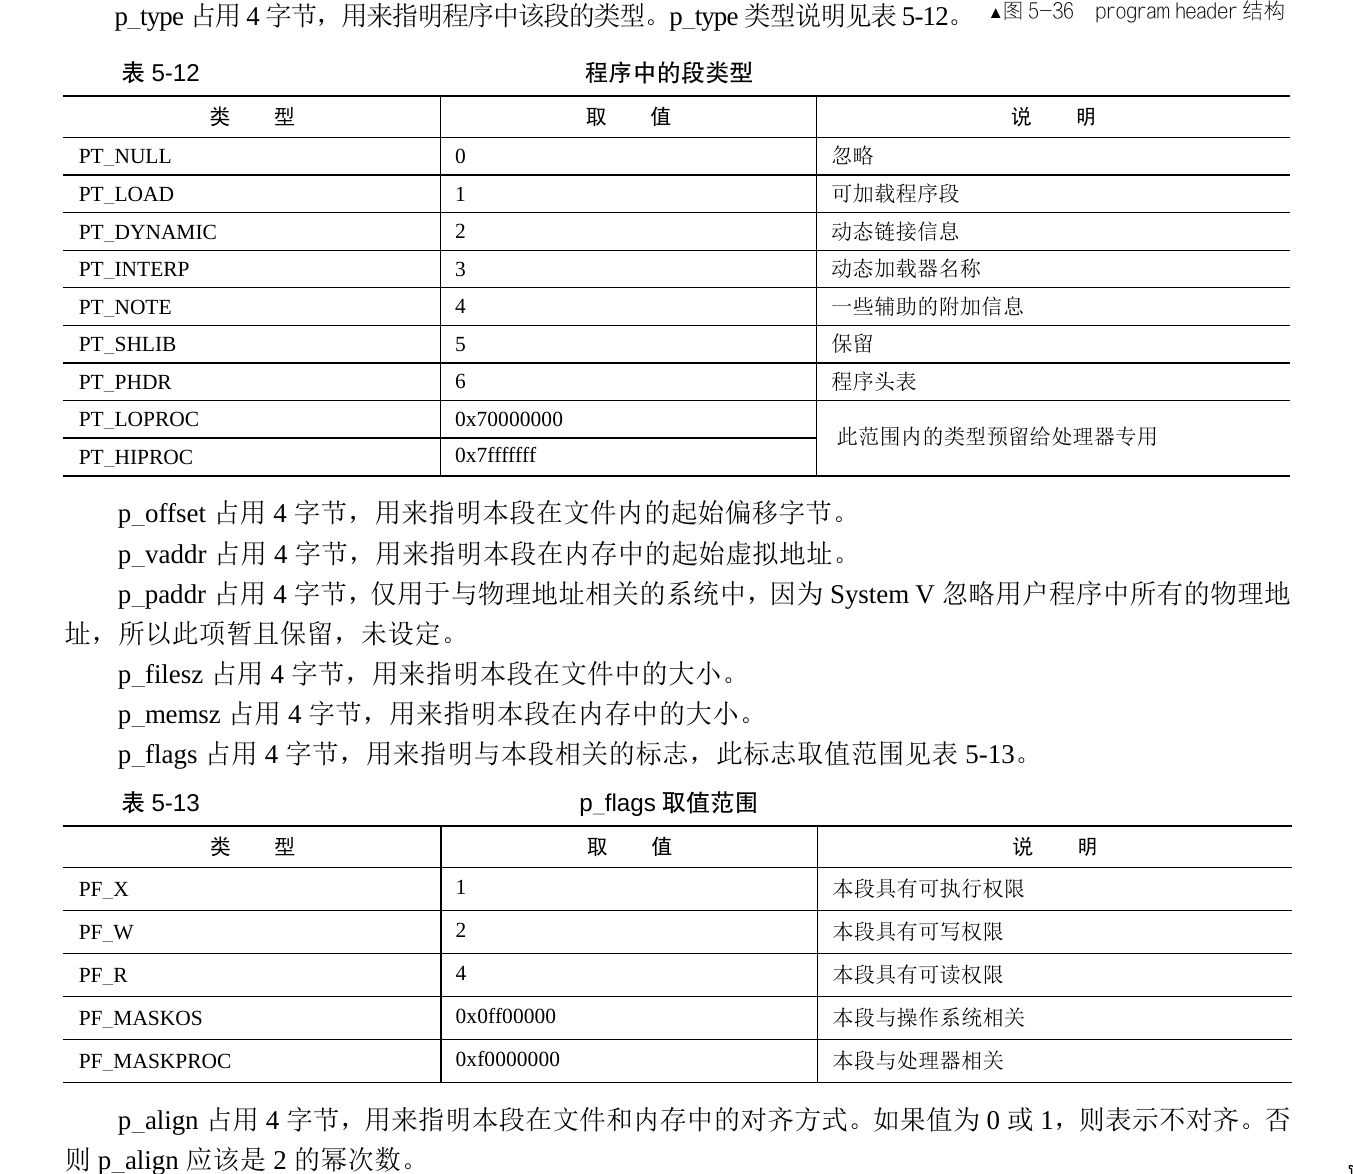 p_type 占用 4 字节，用来指明程序中该段的类型。p_type 类型说明见表 5-12。 ▲图 5-36 program header 结构
表 5-12 程序中的段类型
类 型 取 值 说 明
PT_NULL 0 忽略
PT_LOAD 1 可加载程序段
PT_DYNAMIC 2 动态链接信息
PT_INTERP 3 动态加载器名称
PT_NOTE 4 一些辅助的附加信息
PT_SHLIB 5 保留
PT_PHDR 6 程序头表
PT_LOPROC 0x70000000
此范围内的类型预留给处理器专用
PT_HIPROC 0x7fffffff
p_offset 占用 4 字节，用来指明本段在文件内的起始偏移字节。
p_vaddr 占用 4 字节，用来指明本段在内存中的起始虚拟地址。
p_paddr 占用 4 字节，仅用于与物理地址相关的系统中，因为 System V 忽略用户程序中所有的物理地
址，所以此项暂且保留，未设定。
p_filesz 占用 4 字节，用来指明本段在文件中的大小。
p_memsz 占用 4 字节，用来指明本段在内存中的大小。
p_flags 占用 4 字节，用来指明与本段相关的标志，此标志取值范围见表 5-13。
表 5-13 p_flags 取值范围
类 型 取 值 说 明
PF_X 1 本段具有可执行权限
PF_W 2 本段具有可写权限
PF_R 4 本段具有可读权限
PF_MASKOS 0x0ff00000 本段与操作系统相关
PF_MASKPROC 0xf0000000 本段与处理器相关
p_align 占用 4 字节，用来指明本段在文件和内存中的对齐方式。如果值为 0 或 1，则表示不对齐。否
则 p_align 应该是 2 的幂次数。